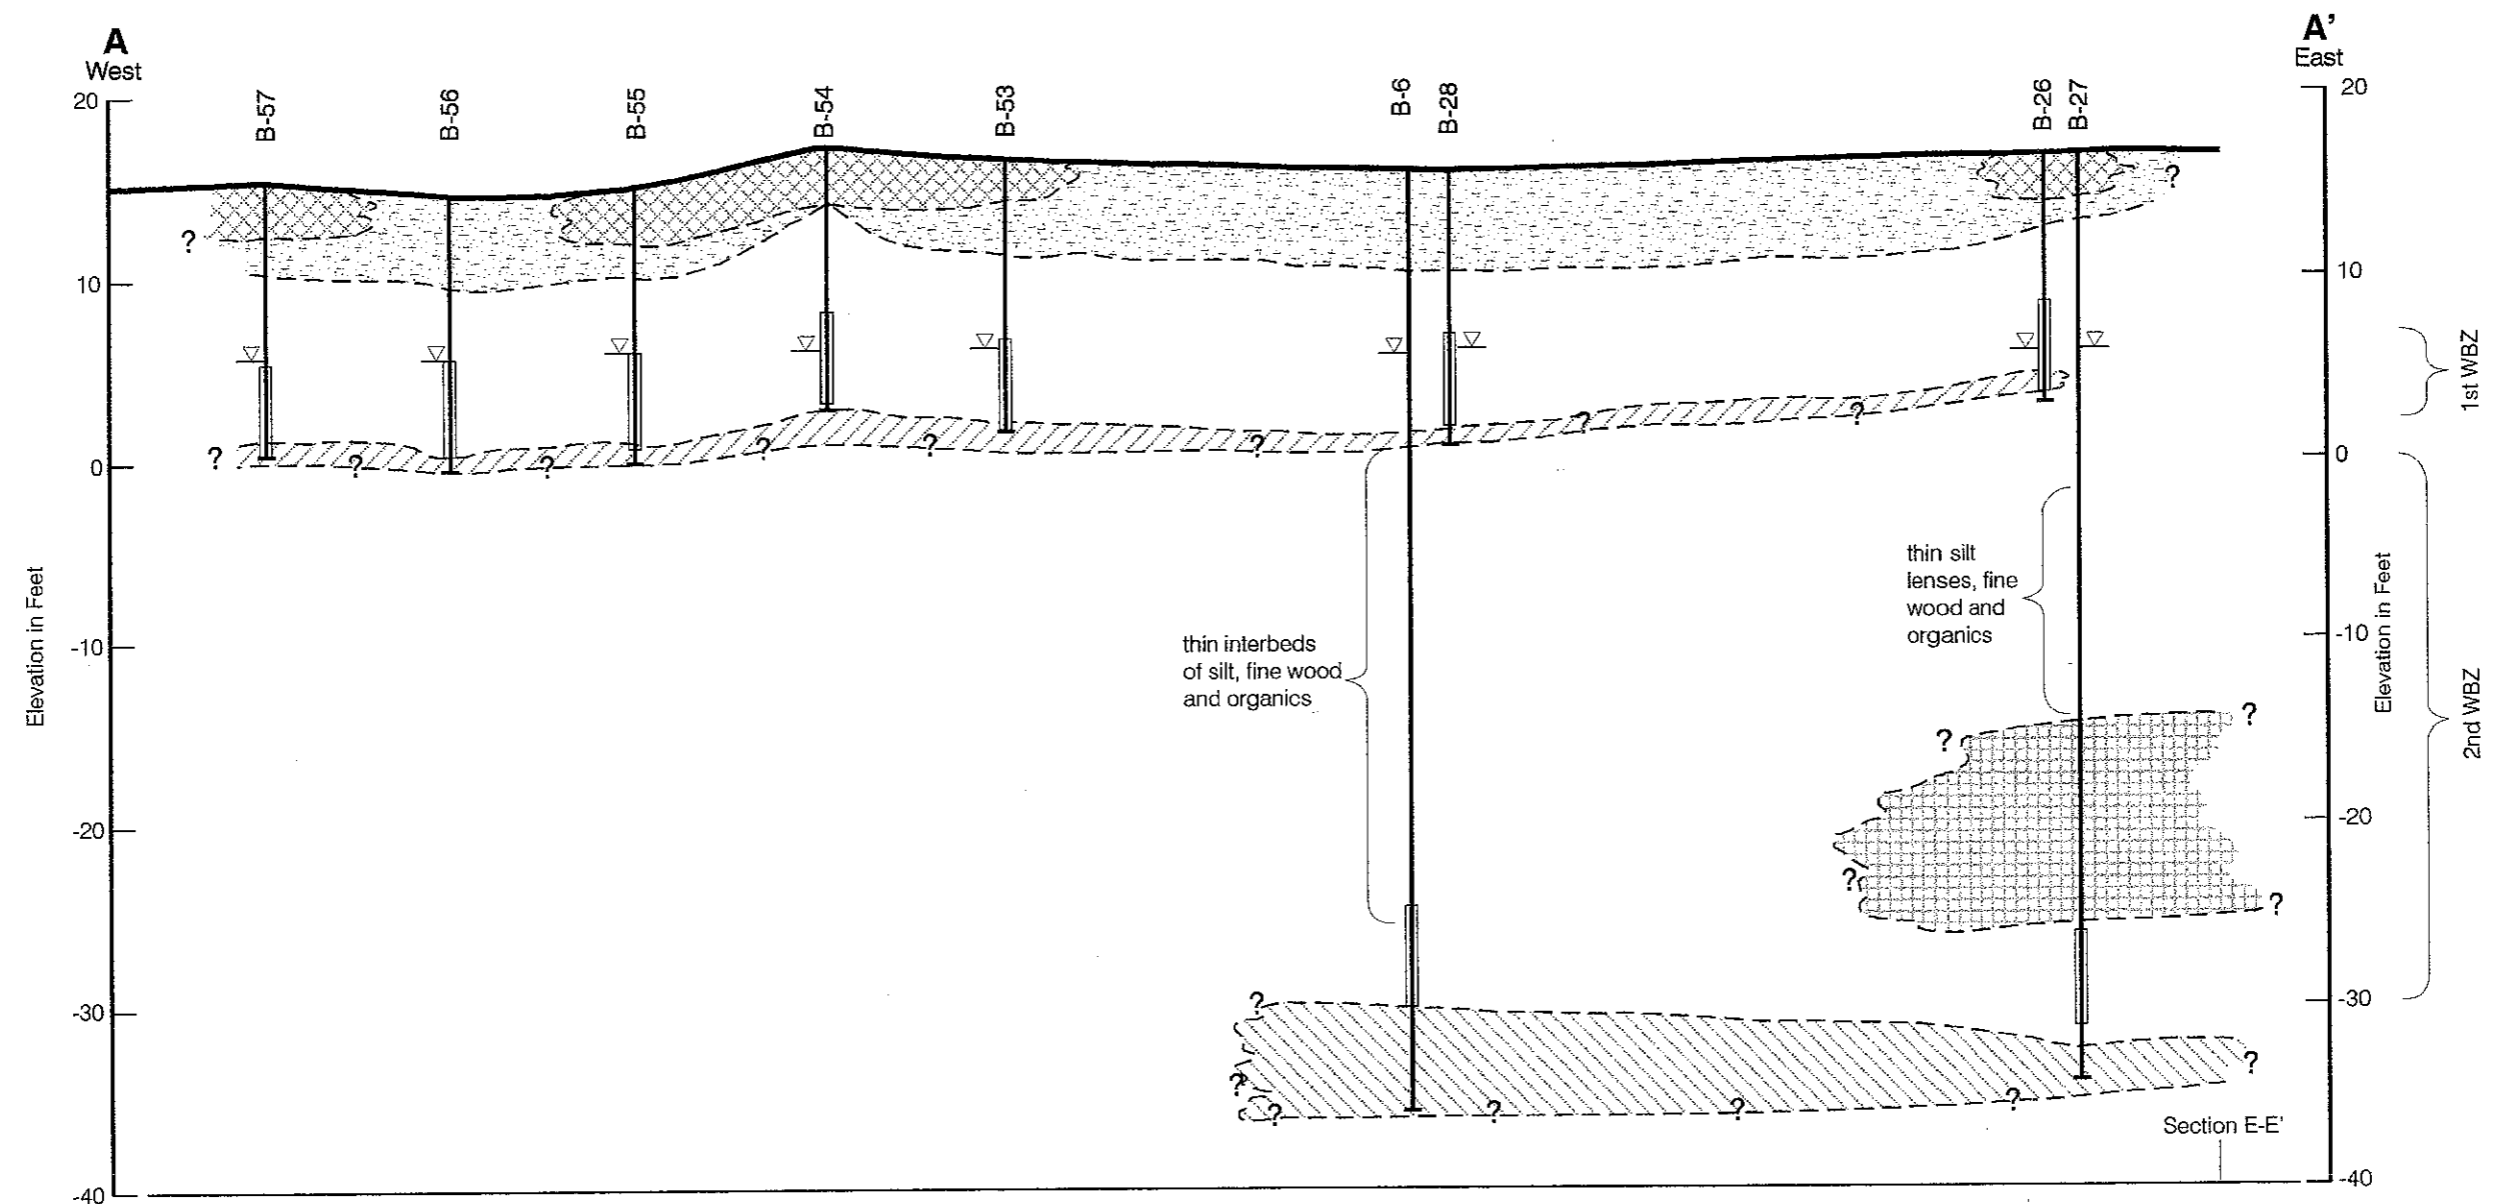 A
West
A'
East
B-57
B-56
B-55
B-54
B-53
B-6
B-28
B-26
B-27
20
10
0
-10
-20
-30
-40
Elevation in Feet
20
10
0
-10
-20
-30
-40
Elevation in Feet
1st WBZ
2nd WBZ
?
?
?
?
?
?
?
?
?
?
thin interbeds
of silt, fine wood
and organics
thin silt
lenses, fine
wood and
organics
?
?
?
?
?
?
?
?
?
?
?
Section E-E'